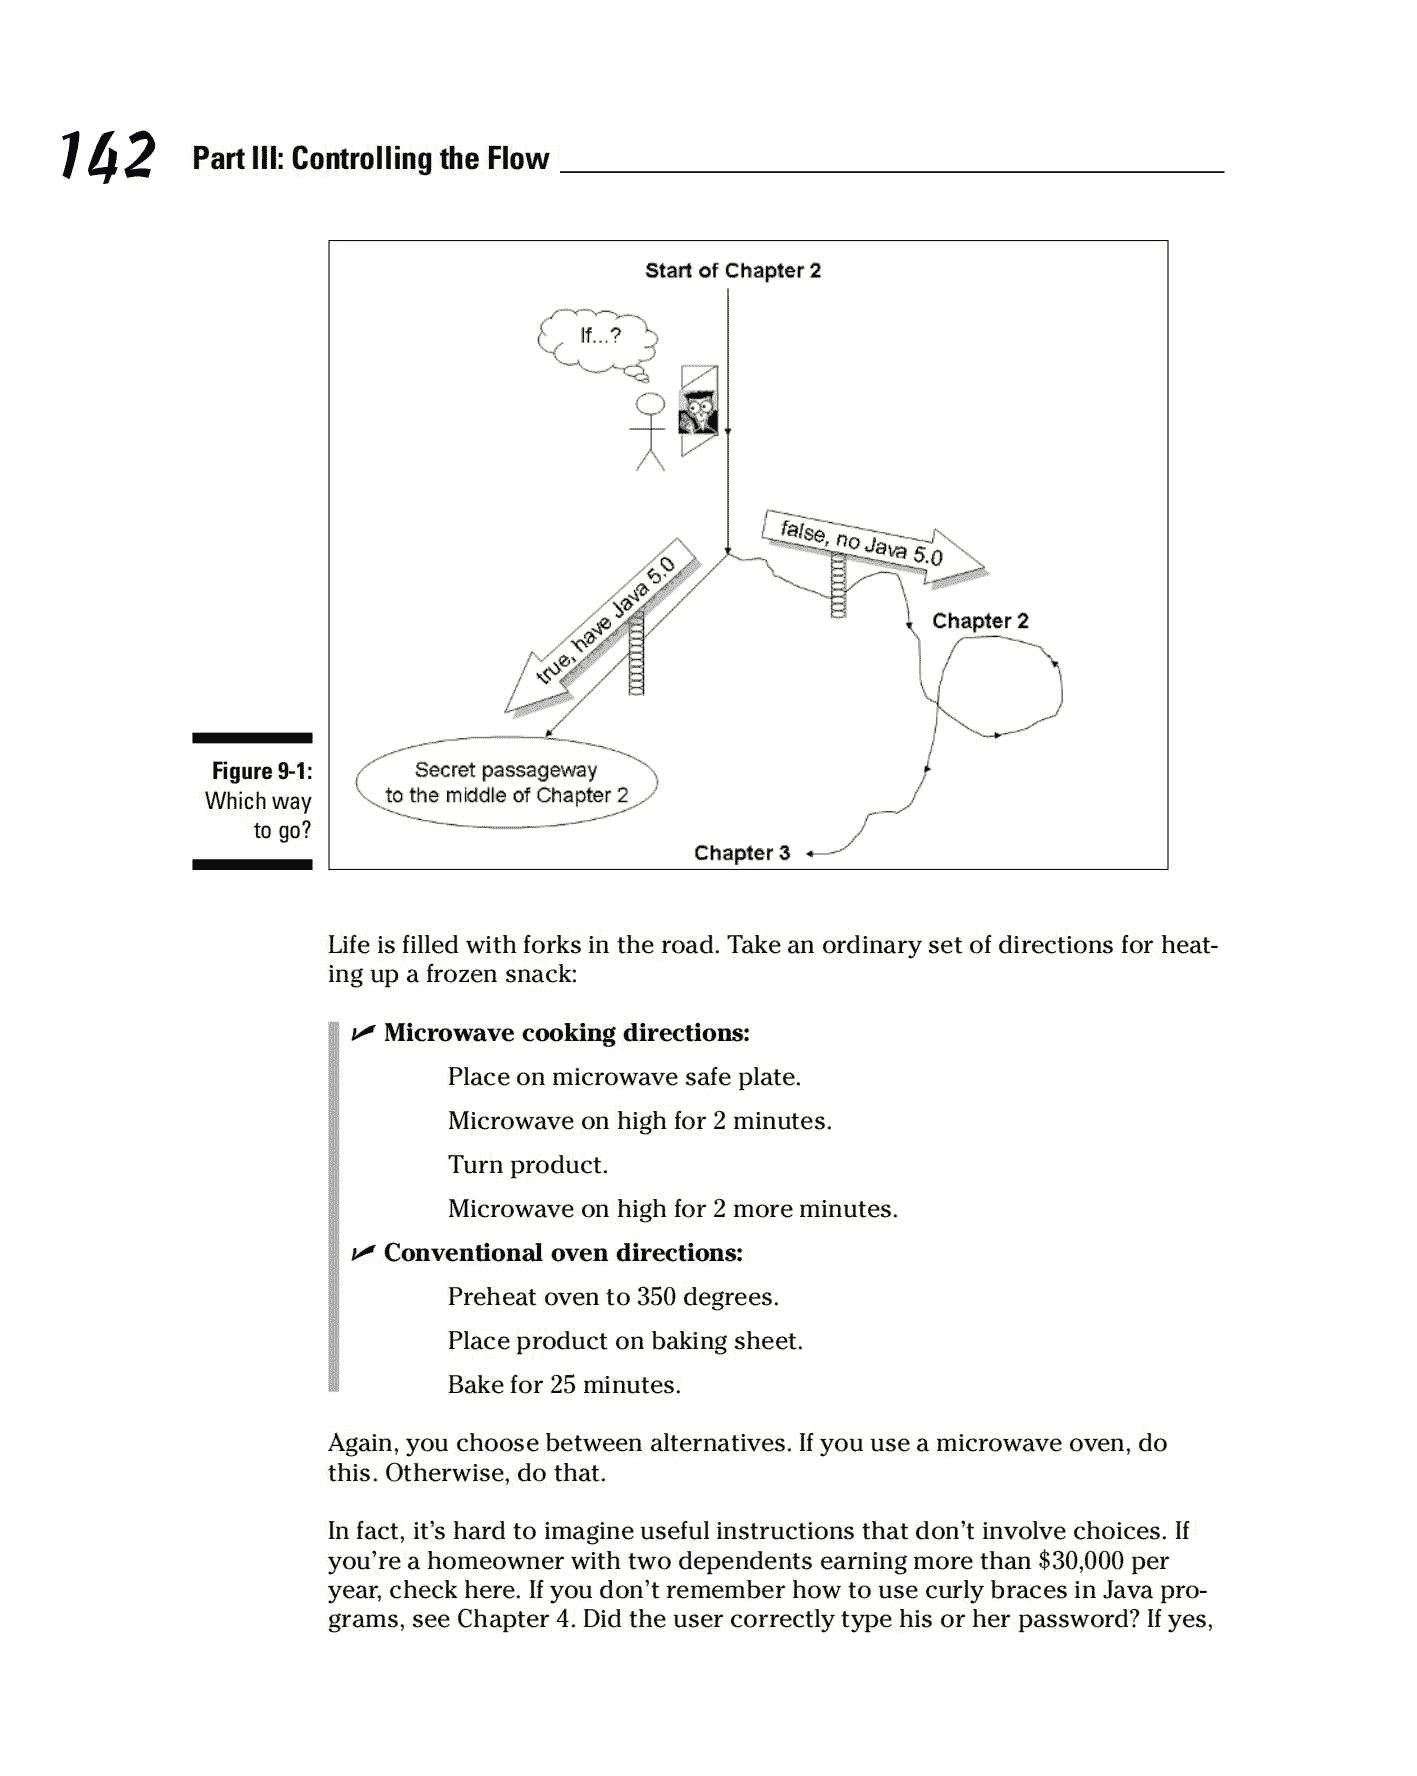 142 Part III: Controlling the Flow
Start of Chapter 2
If...?
false, no Java 5.0
true, have Java 5.0
Chapter 2
Secret passageway
to the middle of Chapter 2
Chapter 3
Figure 9-1:
Which way
to go?
Life is filled with forks in the road. Take an ordinary set of directions for heat-
ing up a frozen snack:
✓ Microwave cooking directions:
Place on microwave safe plate.
Microwave on high for 2 minutes.
Turn product.
Microwave on high for 2 more minutes.
✓ Conventional oven directions:
Preheat oven to 350 degrees.
Place product on baking sheet.
Bake for 25 minutes.
Again, you choose between alternatives. If you use a microwave oven, do
this. Otherwise, do that.
In fact, it's hard to imagine useful instructions that don't involve choices. If
you're a homeowner with two dependents earning more than $30,000 per
year, check here. If you don't remember how to use curly braces in Java pro-
grams, see Chapter 4. Did the user correctly type his or her password? If yes,